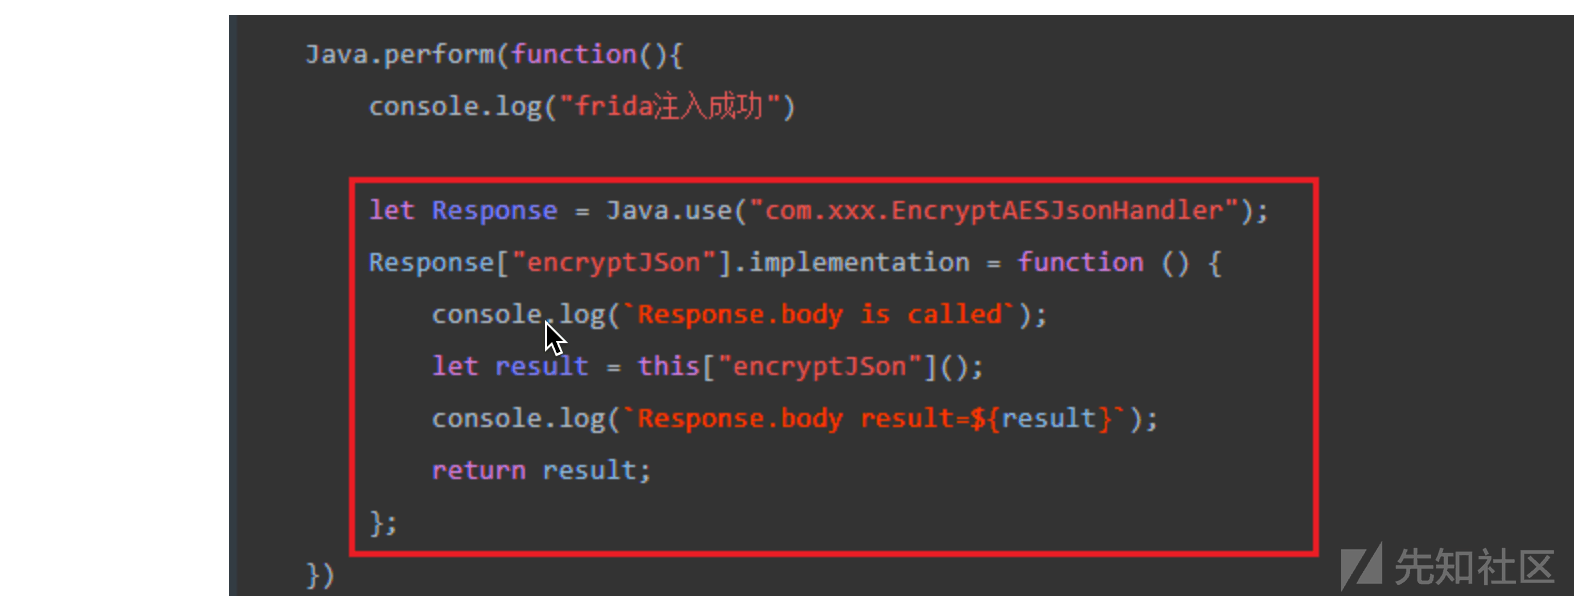 Java.perform(function(){
console.log("frida注入成功")
let Response = Java.use("com.xxx.EncryptAESJsonHandler");
Response["encryptJSon"].implementation = function () {
console.log(`Response.body is called`);
let result = this["encryptJSon"]();
console.log(`Response.body result=${result}`);
return result;
};
})
先知社区